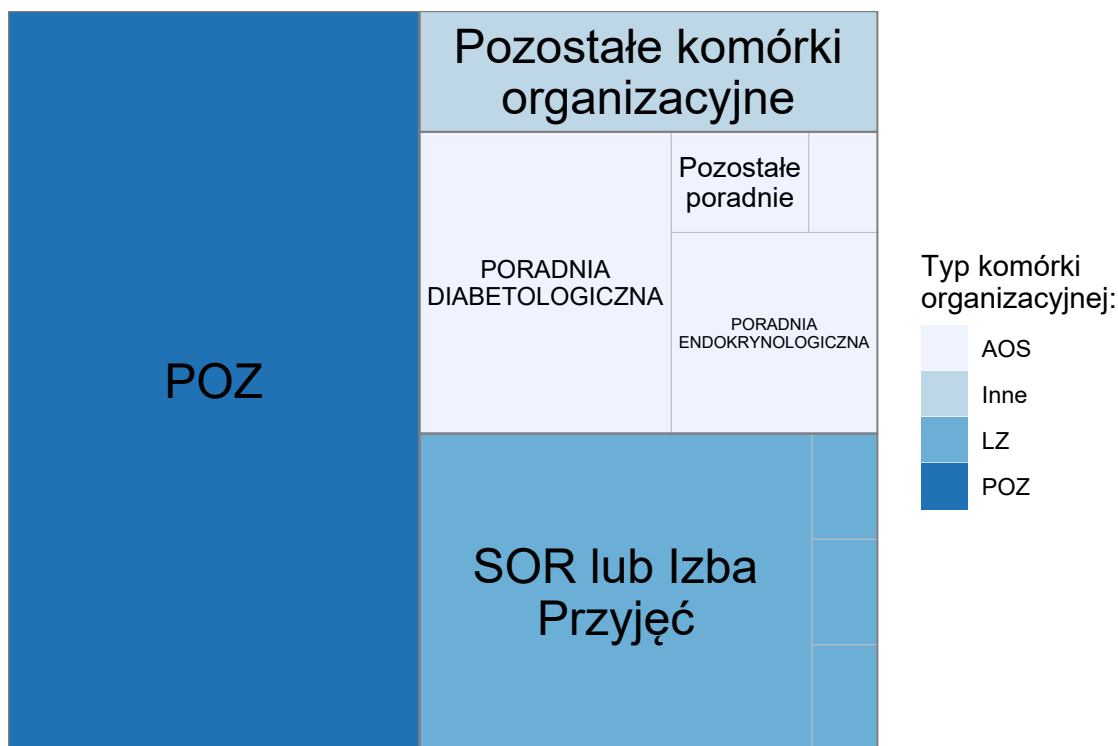 Pozostałe komórki
organizacyjne
Pozostałe
poradnie
PORADNIA
DIABETOLOGICZNA
PORADNIA
ENDOKRYNOLOGICZNA
POZ
SOR lub Izba
Przyjęć
Typ komórki
organizacyjnej:
AOS
Inne
LZ
POZ